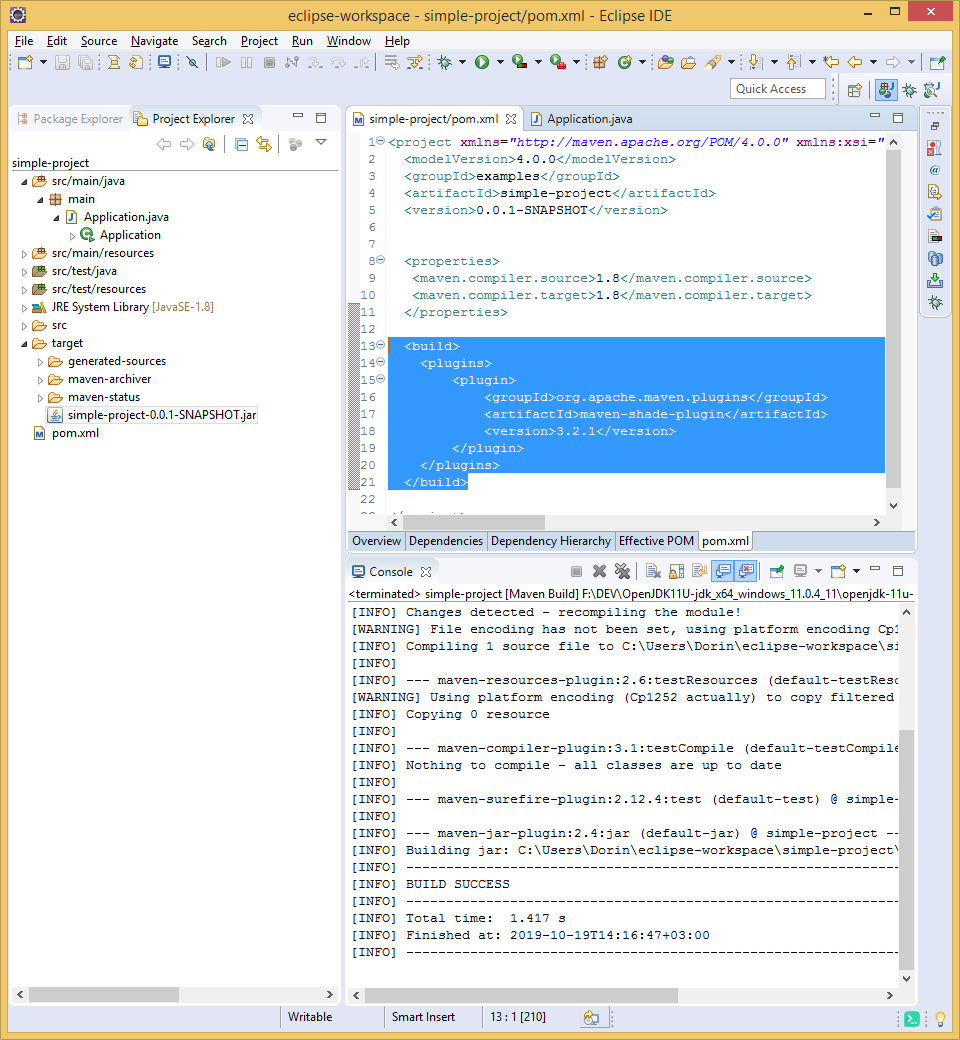 eclipse-workspace - simple-project/pom.xml - Eclipse IDE
File Edit Source Navigate Search Project Run Window Help
Quick Access
Package Explorer Project Explorer
simple-project
src/main/java
main
Application.java
Application
src/main/resources
src/test/java
src/test/resources
JRE System Library [JavaSE-1.8]
src
target
generated-sources
maven-archiver
maven-status
simple-project-0.0.1-SNAPSHOT.jar
pom.xml
simple-project/pom.xml Application.java
1 <project xmlns="http://maven.apache.org/POM/4.0.0" xmlns:xsi="
2 <modelVersion>4.0.0</modelVersion>
3 <groupId>examples</groupId>
4 <artifactId>simple-project</artifactId>
5 <version>0.0.1-SNAPSHOT</version>
6
7
8 <properties>
9 <maven.compiler.source>1.8</maven.compiler.source>
10 <maven.compiler.target>1.8</maven.compiler.target>
11 </properties>
12
13 <build>
14 <plugins>
15 <plugin>
16 <groupId>org.apache.maven.plugins</groupId>
17 <artifactId>maven-shade-plugin</artifactId>
18 <version>3.2.1</version>
19 </plugin>
20 </plugins>
21 </build>
22
Overview Dependencies Dependency Hierarchy Effective POM pom.xml
Console
<terminated> simple-project [Maven Build] F:\DEV\OpenJDK11U-jdk_x64_windows_11.0.4_11\openjdk-11u-
[INFO] Changes detected - recompiling the module!
[WARNING] File encoding has not been set, using platform encoding Cp1
[INFO] Compiling 1 source file to C:\Users\Dorin\eclipse-workspace\si
[INFO]
[INFO] --- maven-resources-plugin:2.6:testResources (default-testReso
[WARNING] Using platform encoding (Cp1252 actually) to copy filtered
[INFO] Copying 0 resource
[INFO]
[INFO] --- maven-compiler-plugin:3.1:testCompile (default-testCompile
[INFO] Nothing to compile - all classes are up to date
[INFO]
[INFO] --- maven-surefire-plugin:2.12.4:test (default-test) @ simple-
[INFO]
[INFO] --- maven-jar-plugin:2.4:jar (default-jar) @ simple-project --
[INFO] Building jar: C:\Users\Dorin\eclipse-workspace\simple-project\
[INFO] --------------------------------------------------------------
[INFO] BUILD SUCCESS
[INFO] --------------------------------------------------------------
[INFO] Total time: 1.417 s
[INFO] Finished at: 2019-10-19T14:16:47+03:00
[INFO] --------------------------------------------------------------
Writable Smart Insert 13 : 1 [210]